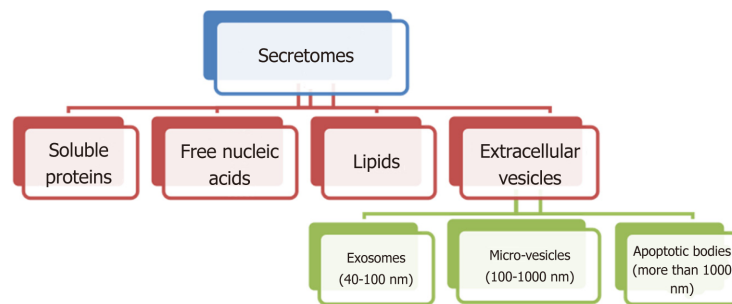 Secretomes
Soluble
proteins
Free nucleic
acids
Lipids
Extracellular
vesicles
Exosomes
(40-100 nm)
Micro-vesicles
(100-1000 nm)
Apoptotic bodies
(more than 1000
nm)